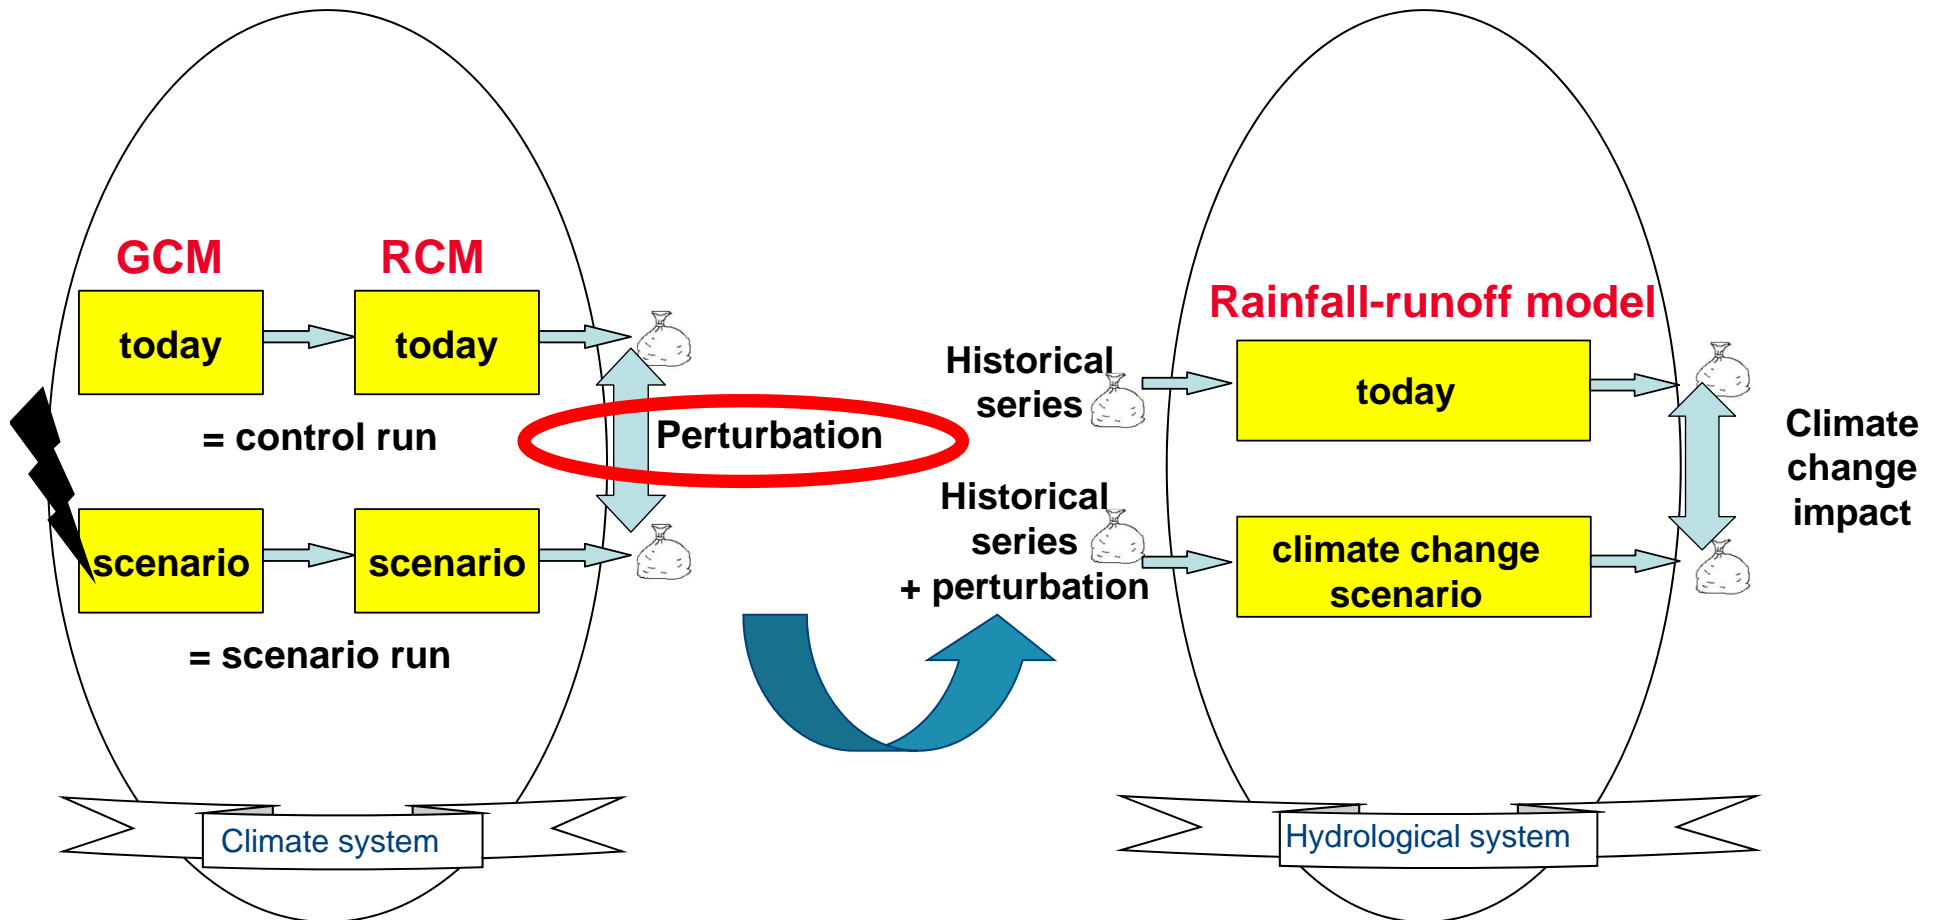 GCM
RCM
today
today
= control run
Perturbation
scenario
scenario
= scenario run
Climate system
Rainfall-runoff model
Historical
series
today
Historical
series
+ perturbation
climate change
scenario
Climate
change
impact
Hydrological system